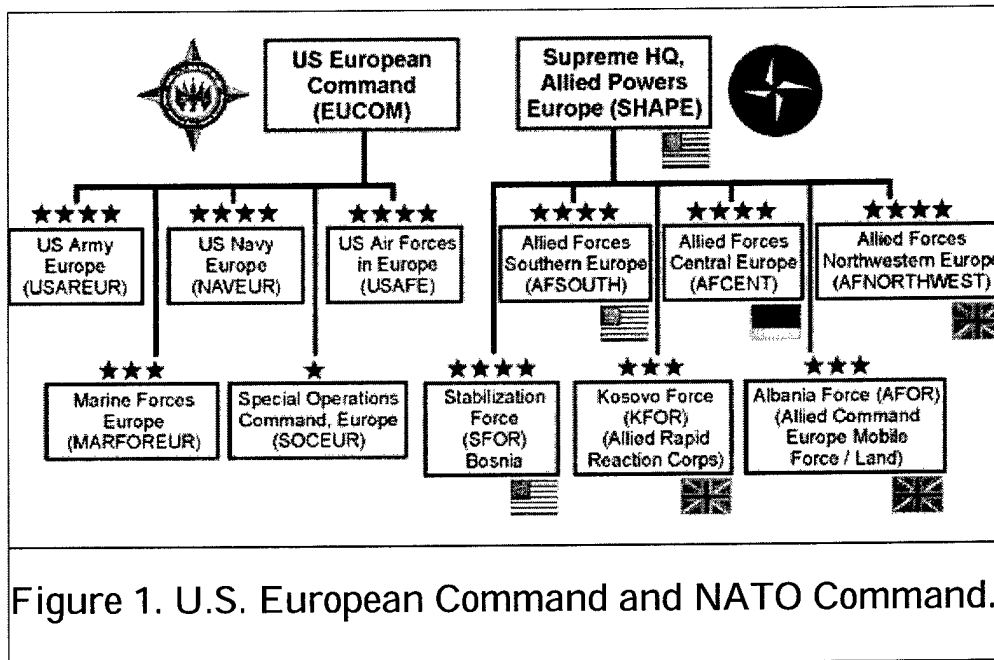 US European
Command
(EUCOM)
Supreme HQ,
Allied Powers
Europe (SHAPE)
US Army
Europe
(USAREUR)
US Navy
Europe
(NAVEUR)
US Air Forces
in Europe
(USAFE)
Allied Forces
Southern Europe
(AFSOUTH)
Allied Forces
Central Europe
(AFCENT)
Allied Forces
Northwestern Europe
(AFNORTHWEST)
Marine Forces
Europe
(MARFOREUR)
Special Operations
Command, Europe
(SOCEUR)
Stabilization
Force
(SFOR)
Bosnia
Kosovo Force
(KFOR)
(Allied Rapid
Reaction Corps)
Albania Force (AFOR)
(Allied Command
Europe Mobile
Force / Land)
Figure 1. U.S. European Command and NATO Command.